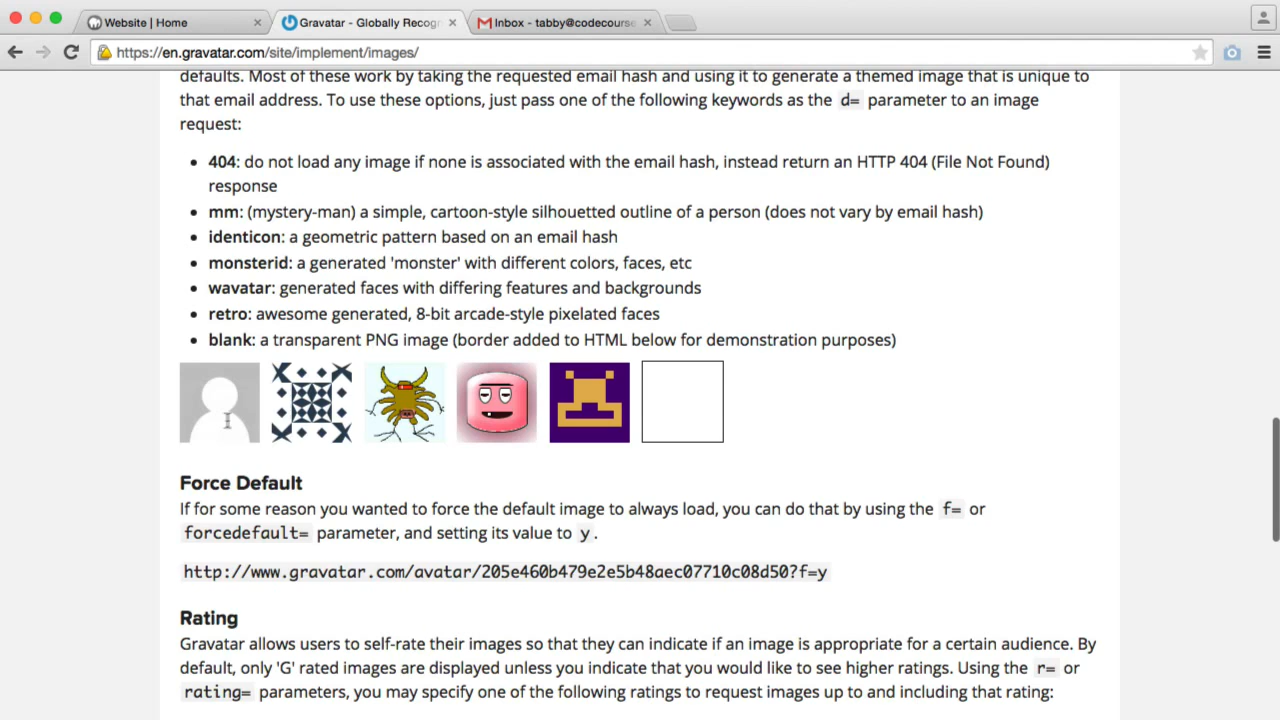 Website | Home
Gravatar - Globally Recogn
Inbox - tabby@codecourse
https://en.gravatar.com/site/implement/images/
defaults. Most of these work by taking the requested email hash and using it to generate a themed image that is unique to
that email address. To use these options, just pass one of the following keywords as the d= parameter to an image
request:
• 404: do not load any image if none is associated with the email hash, instead return an HTTP 404 (File Not Found)
response
• mm: (mystery-man) a simple, cartoon-style silhouetted outline of a person (does not vary by email hash)
• identicon: a geometric pattern based on an email hash
• monsterid: a generated 'monster' with different colors, faces, etc
• wavatar: generated faces with differing features and backgrounds
• retro: awesome generated, 8-bit arcade-style pixelated faces
• blank: a transparent PNG image (border added to HTML below for demonstration purposes)
Force Default
If for some reason you wanted to force the default image to always load, you can do that by using the f= or
forcedefault= parameter, and setting its value to y.
http://www.gravatar.com/avatar/205e460b479e2e5b48aec07710c08d50?f=y
Rating
Gravatar allows users to self-rate their images so that they can indicate if an image is appropriate for a certain audience. By
default, only 'G' rated images are displayed unless you indicate that you would like to see higher ratings. Using the r= or
rating= parameters, you may specify one of the following ratings to request images up to and including that rating: